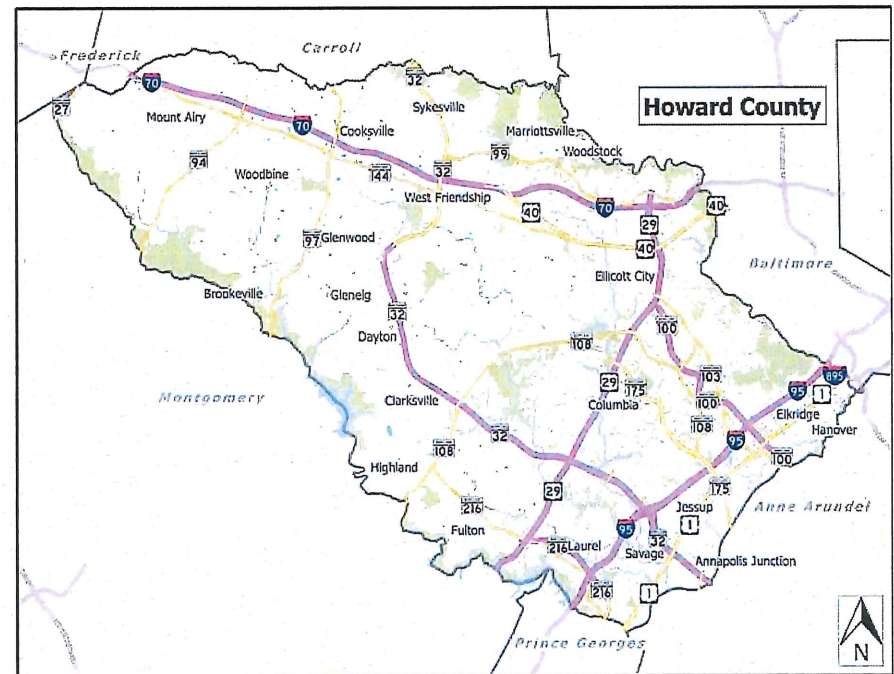 Frederick
Carroll
Howard County
70
32
27
Sykesville
Mount Airy
70
Cooksville
Marriottsville
99
Woodstock
94
144
32
Woodbine
West Friendship
70
40
40
29
97
Glenwood
40
Ellicott City
Baltimore
Brookeville
Glenelg
32
Dayton
100
108
103
895
95
Montgomery
29
175
100
1
Clarksville
Columbia
Elkridge
108
Hanover
32
95
108
100
Highland
29
175
216
Jessup
Anne Arundel
1
Fulton
95
216
Laurel
32
Savage
Annapolis Junction
216
1
Prince Georges
N